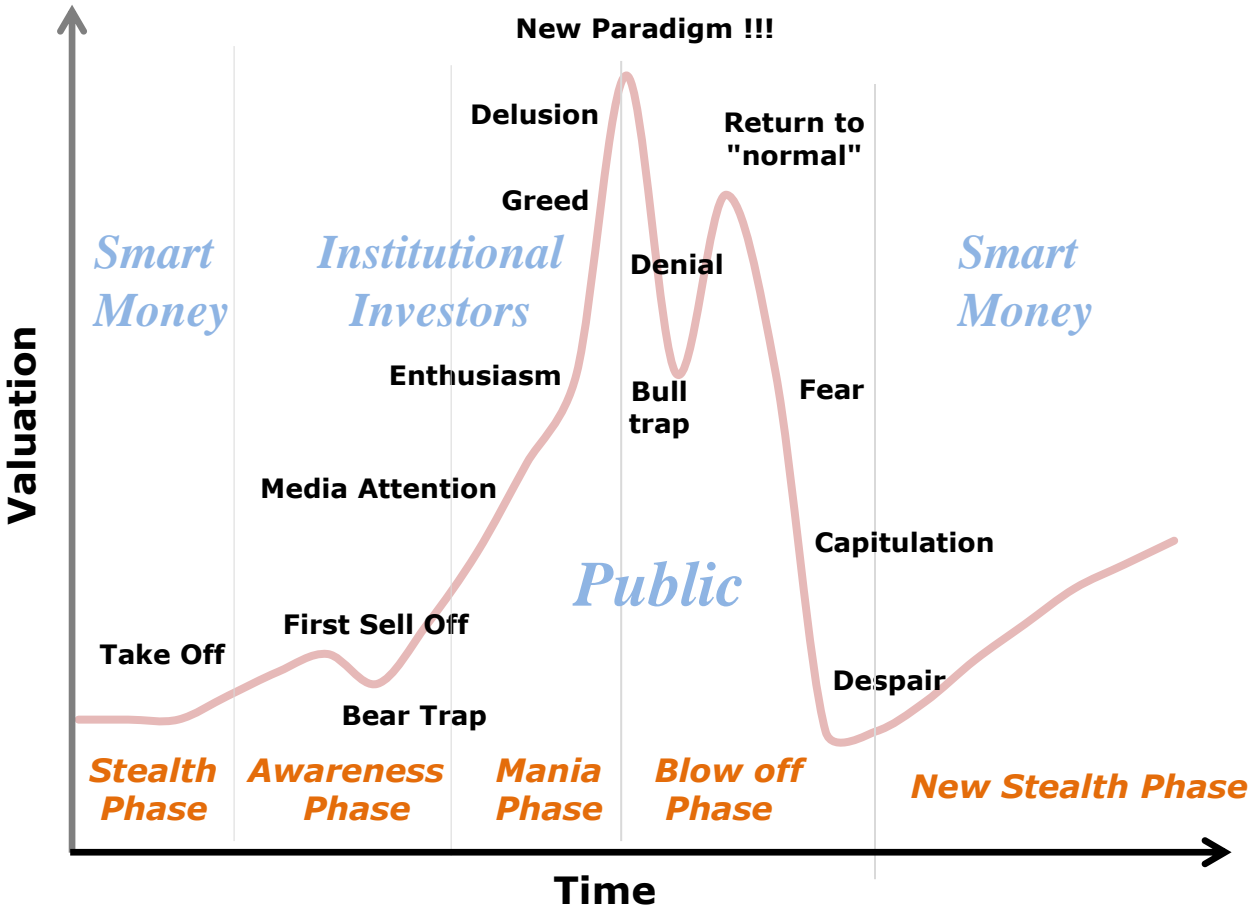 New Paradigm !!!
Delusion
Return to
"normal"
Greed
Smart
Money
Institutional
Investors
Denial
Smart
Money
Valuation
Enthusiasm
Bull
trap
Fear
Media Attention
Capitulation
Public
First Sell Off
Take Off
Despair
Bear Trap
Stealth
Phase
Awareness
Phase
Mania
Phase
Blow off
Phase
New Stealth Phase
Time